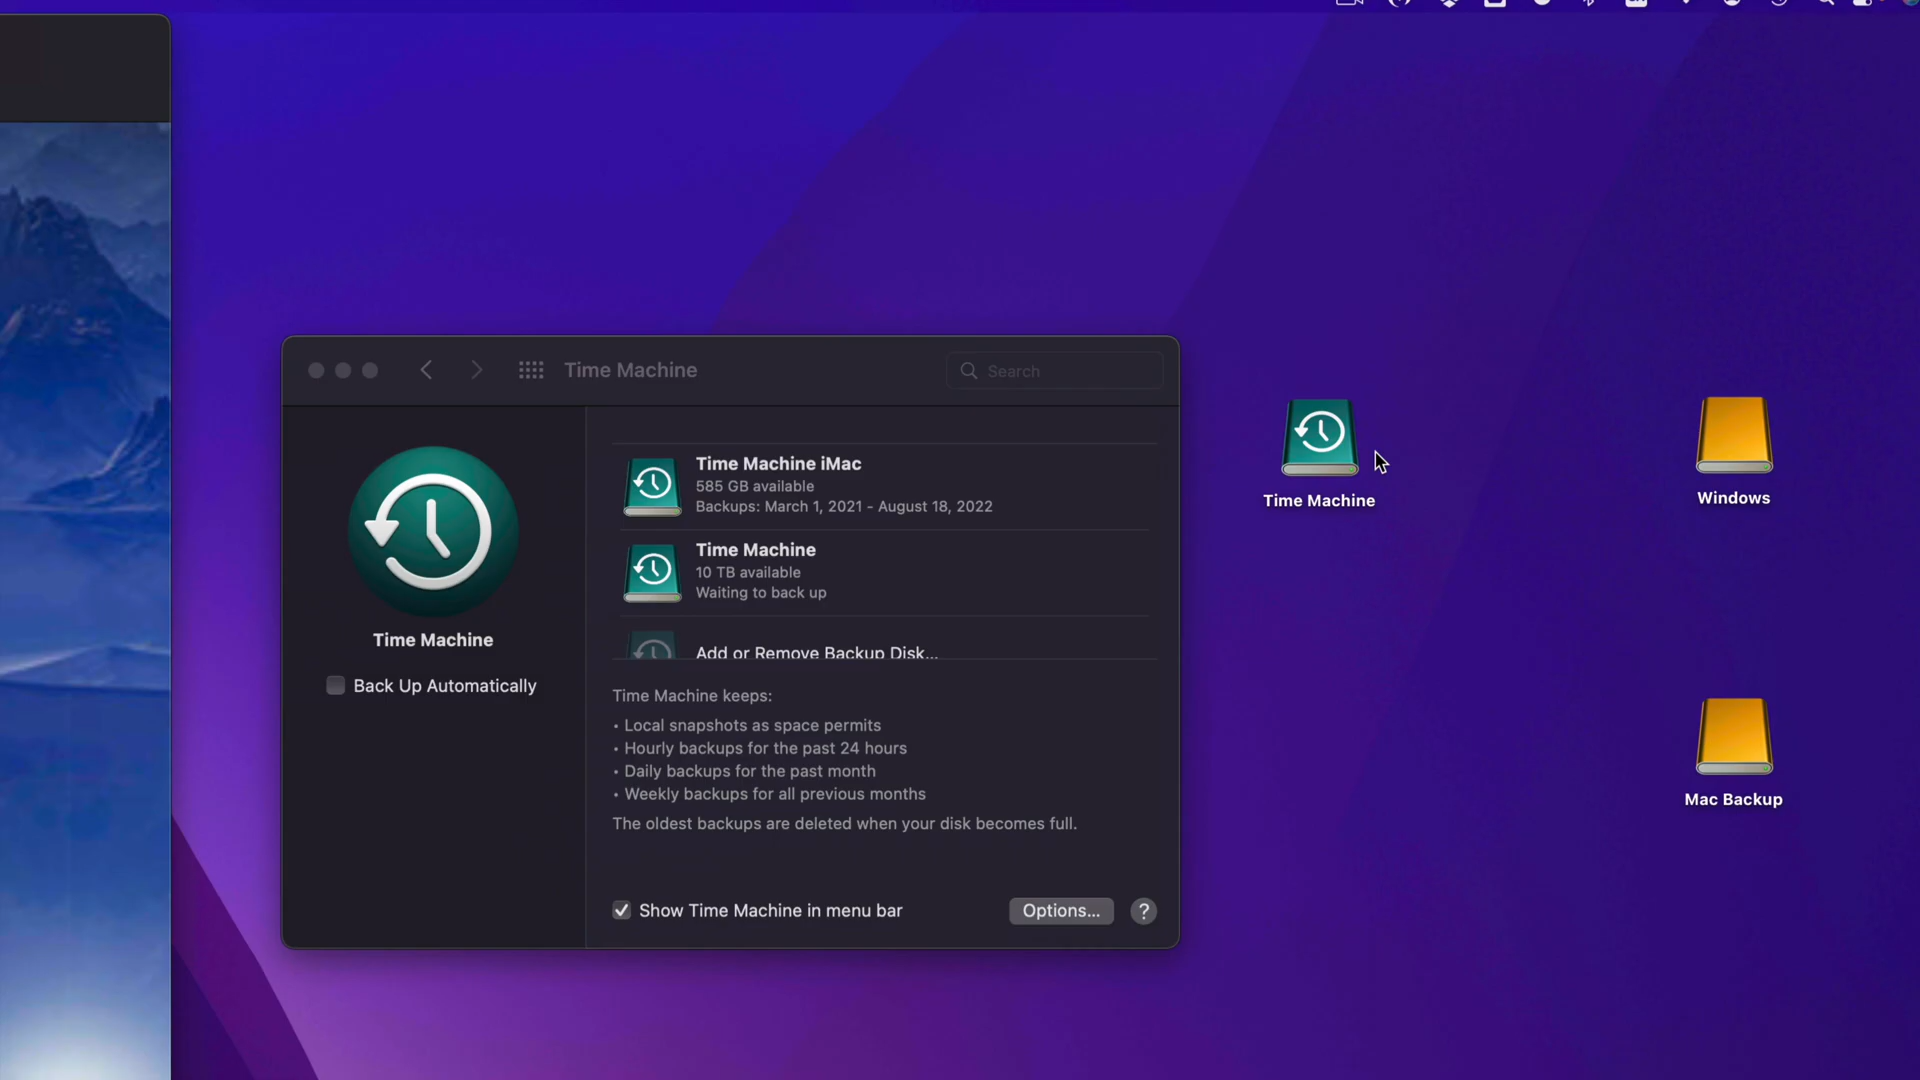 Time Machine
Search
Time Machine
Back Up Automatically
Time Machine iMac
585 GB available
Backups: March 1, 2021 - August 18, 2022
Time Machine
10 TB available
Waiting to back up
Add or Remove Backup Disk...
Time Machine keeps:
• Local snapshots as space permits
• Hourly backups for the past 24 hours
• Daily backups for the past month
• Weekly backups for all previous months
The oldest backups are deleted when your disk becomes full.
Show Time Machine in menu bar
Options...
?
Time Machine
Windows
Mac Backup